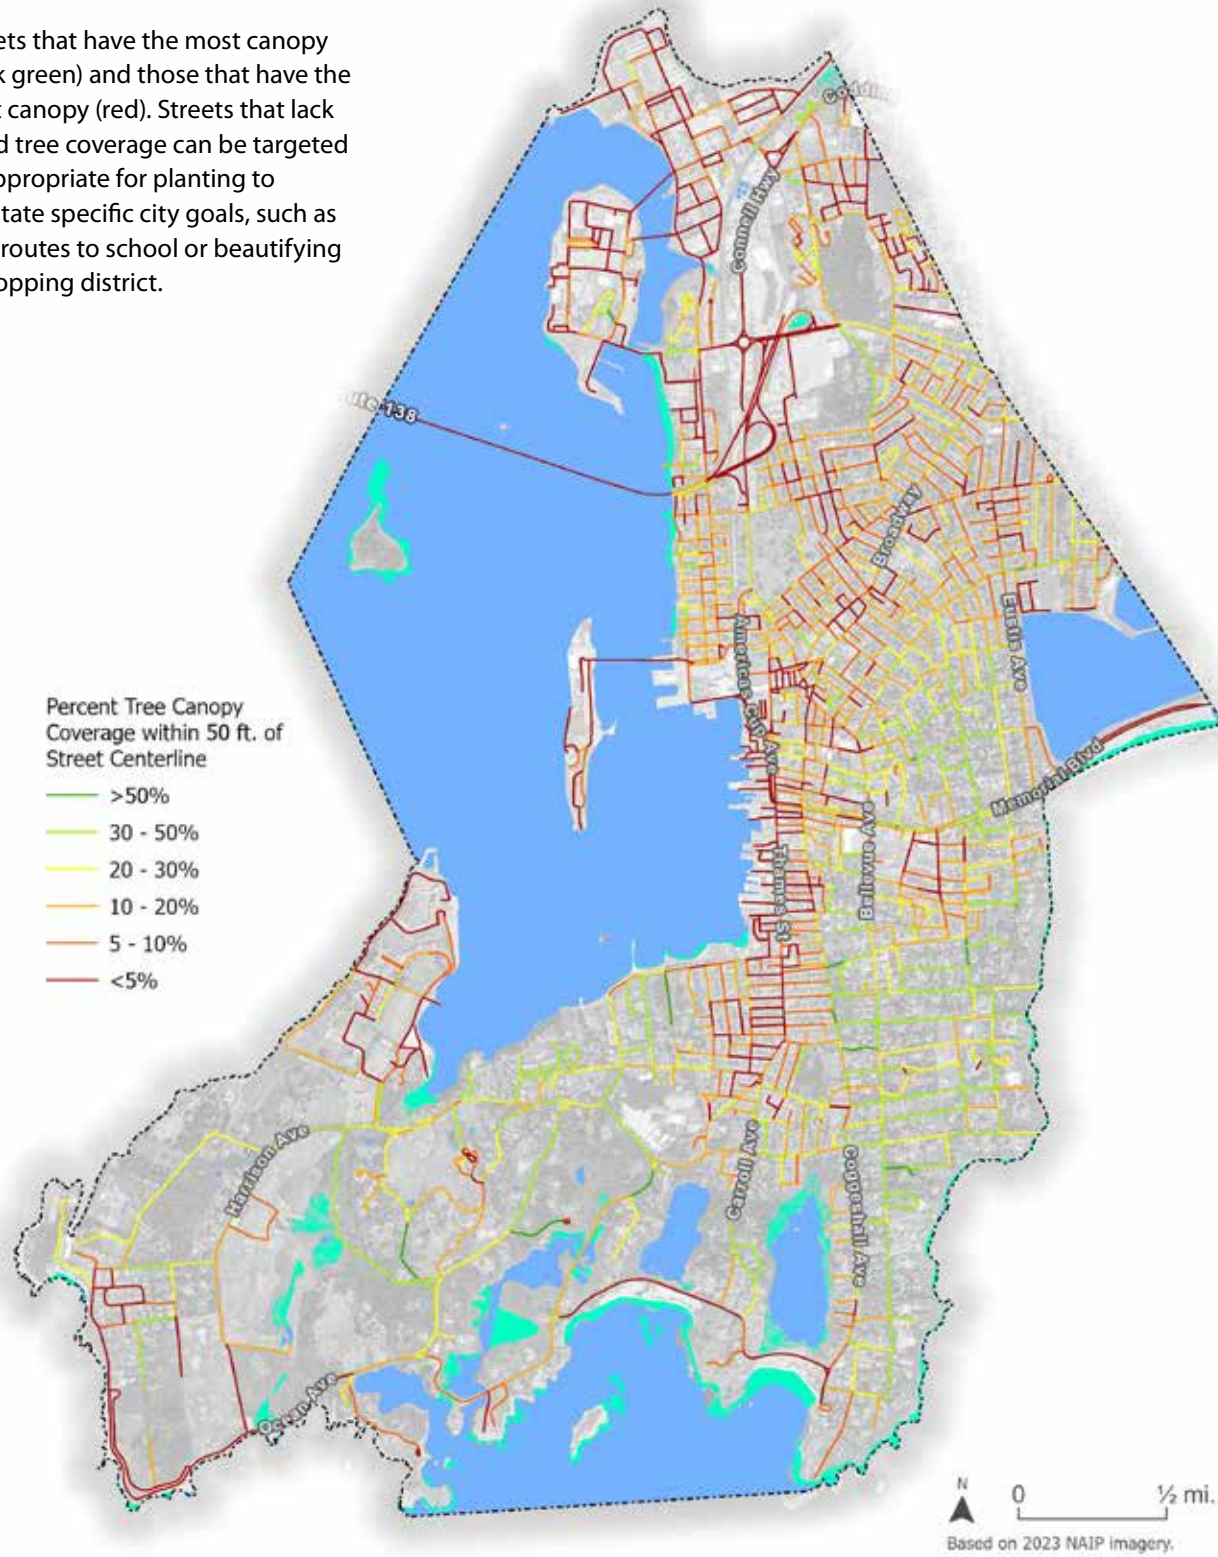 ets that have the most canopy
k green) and those that have the
t canopy (red). Streets that lack
d tree coverage can be targeted
ppropriate for planting to
tate specific city goals, such as
routes to school or beautifying
opping district.
Coddin
Connell Hwy
ute 138
Broadway
Eustis Ave
Americas Cup Ave
Memorial Blvd
Bellevue Ave
Thames St
Percent Tree Canopy
Coverage within 50 ft. of
Street Centerline
>50%
30 - 50%
20 - 30%
10 - 20%
5 - 10%
<5%
Harrison Ave
Carroll Ave
Coggeshall Ave
Ocean Ave
N
0 ½ mi.
Based on 2023 NAIP imagery.